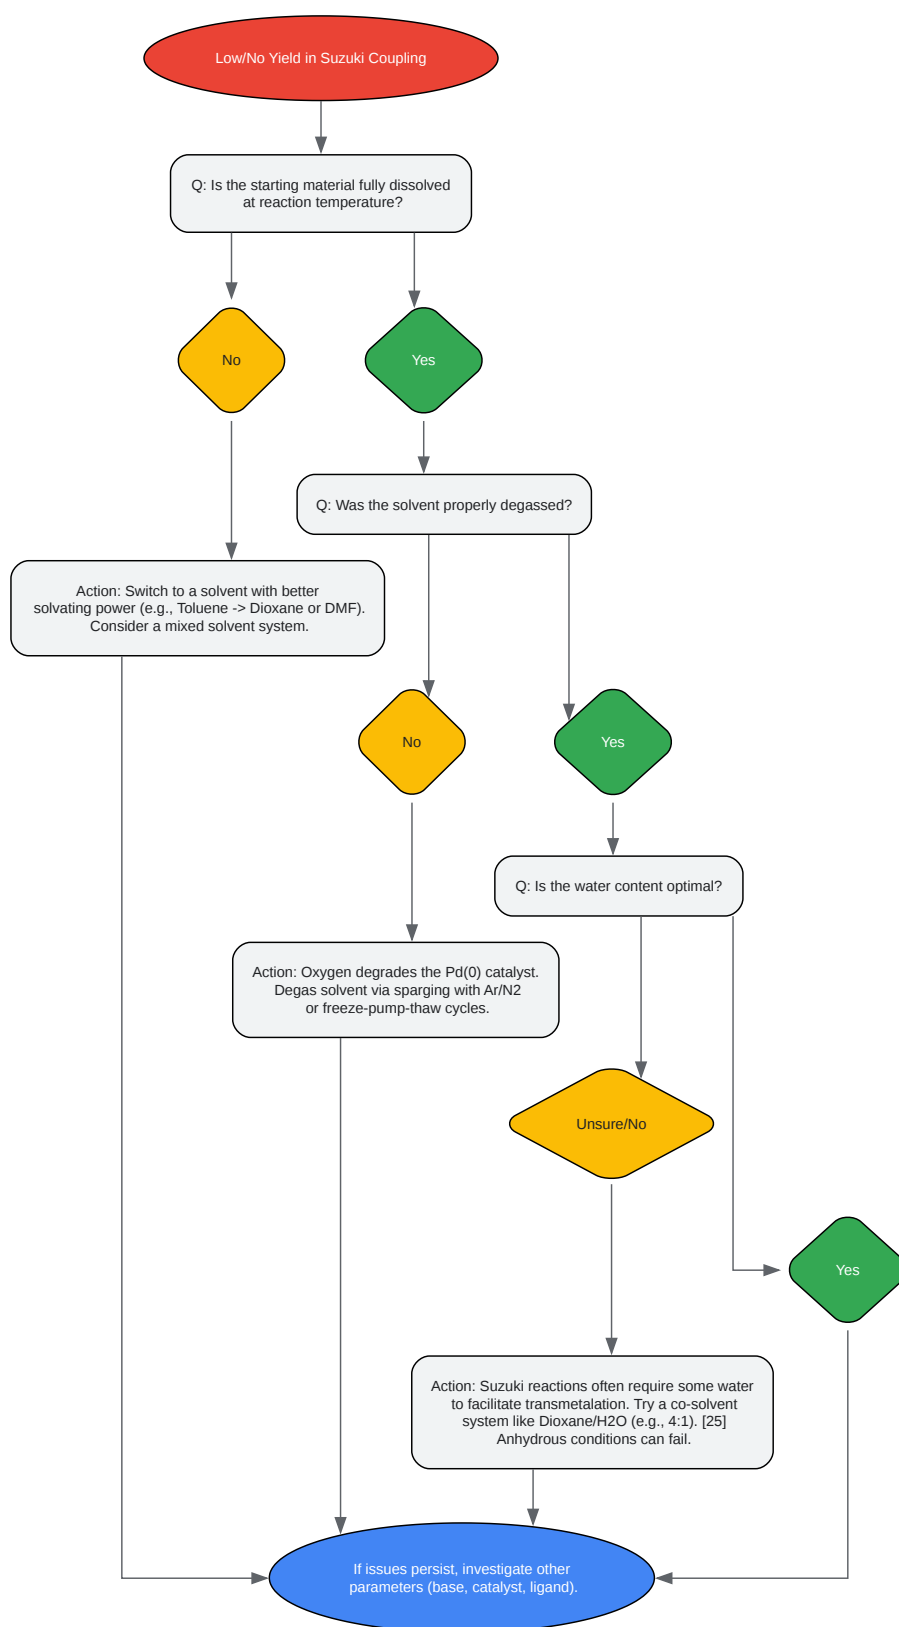 Low/No Yield in Suzuki Coupling
Q: Is the starting material fully dissolved
at reaction temperature?
No
Yes
Q: Was the solvent properly degassed?
Action: Switch to a solvent with better
solvating power (e.g., Toluene -> Dioxane or DMF).
Consider a mixed solvent system.
No
Yes
Q: Is the water content optimal?
Action: Oxygen degrades the Pd(0) catalyst.
Degas solvent via sparging with Ar/N2
or freeze-pump-thaw cycles.
Unsure/No
Yes
Action: Suzuki reactions often require some water
to facilitate transmetalation. Try a co-solvent
system like Dioxane/H2O (e.g., 4:1). [25]
Anhydrous conditions can fail.
If issues persist, investigate other
parameters (base, catalyst, ligand).